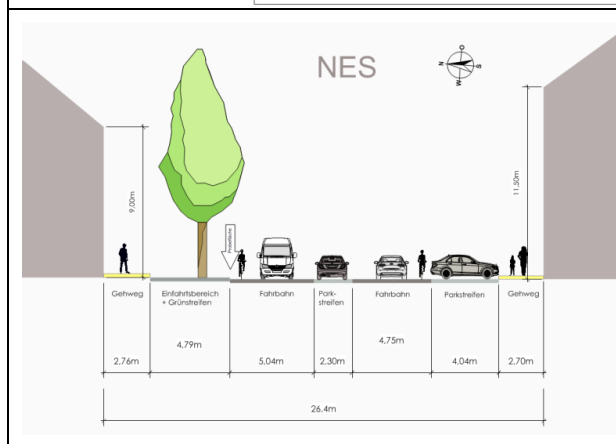 NES
N
O
S
W
9,00m
11,50m
Probefläche
Gehweg
Einfahrtsbereich
+ Grünstreifen
Fahrbahn
Park-
streifen
Fahrbahn
Parkstreifen
Gehweg
2,76m
4,79m
5,04m
2,30m
4,75m
4,04m
2,70m
26,4m